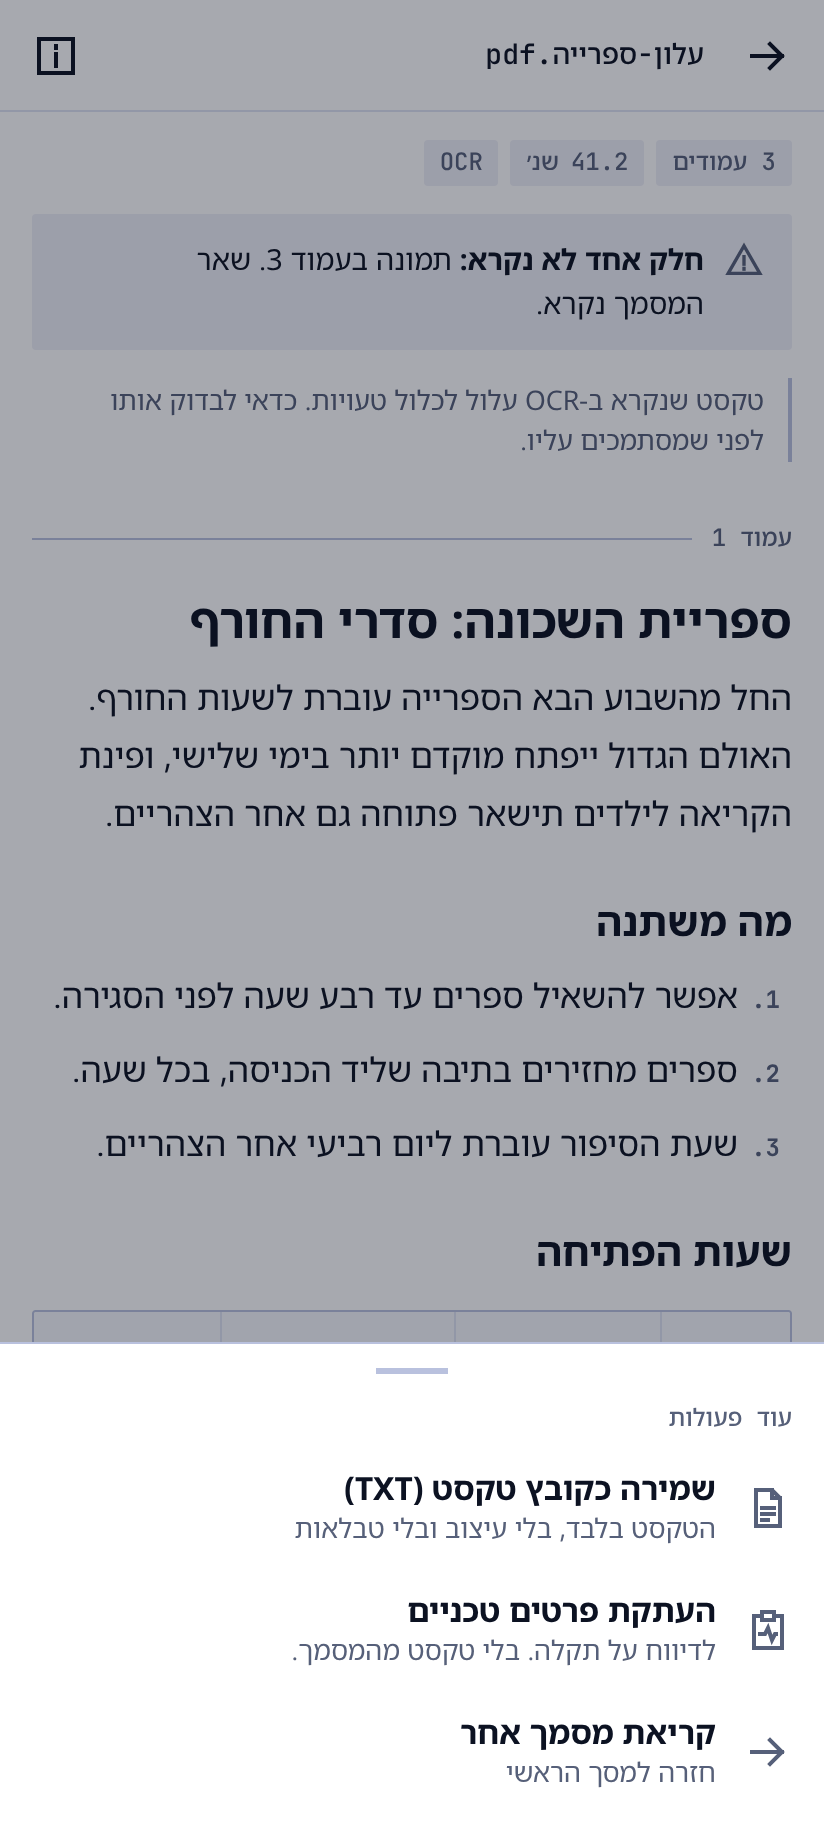 עלון-ספרייה.pdf
3 עמודים
41.2 שנ׳
OCR
חלק אחד לא נקרא: תמונה בעמוד 3. שאר
המסמך נקרא.
טקסט שנקרא ב-OCR עלול לכלול טעויות. כדאי לבדוק אותו
לפני שמסתמכים עליו.
עמוד 1
ספריית השכונה: סדרי החורף
החל מהשבוע הבא הספרייה עוברת לשעות החורף.
האולם הגדול ייפתח מוקדם יותר בימי שלישי, ופינת
הקריאה לילדים תישאר פתוחה גם אחר הצהריים.
מה משתנה
1. אפשר להשאיל ספרים עד רבע שעה לפני הסגירה.
2. ספרים מחזירים בתיבה שליד הכניסה, בכל שעה.
3. שעת הסיפור עוברת ליום רביעי אחר הצהריים.
שעות הפתיחה
עוד פעולות
שמירה כקובץ טקסט (TXT)
הטקסט בלבד, בלי עיצוב ובלי טבלאות
העתקת פרטים טכניים
לדיווח על תקלה. בלי טקסט מהמסמך.
קריאת מסמך אחר
חזרה למסך הראשי